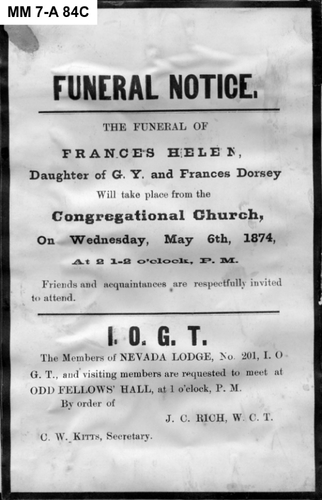 MM 7-A 84C
FUNERAL NOTICE.
THE FUNERAL OF
FRANCES HELEN,
Daughter of G. Y. and Frances Dorsey
Will take place from the
Congregational Church,
On Wednesday, May 6th, 1874,
At 2 1-2 o'clock, P. M.
Friends and acquaintances are respectfully invited
to attend.
I. O. G. T.
The Members of NEVADA LODGE, No. 201, I. O
G. T., and visiting members are requested to meet at
ODD FELLOWS' HALL, at 1 o'clock, P. M.
By order of
J. C. RICH, W. C. T.
C. W. KITTS, Secretary.